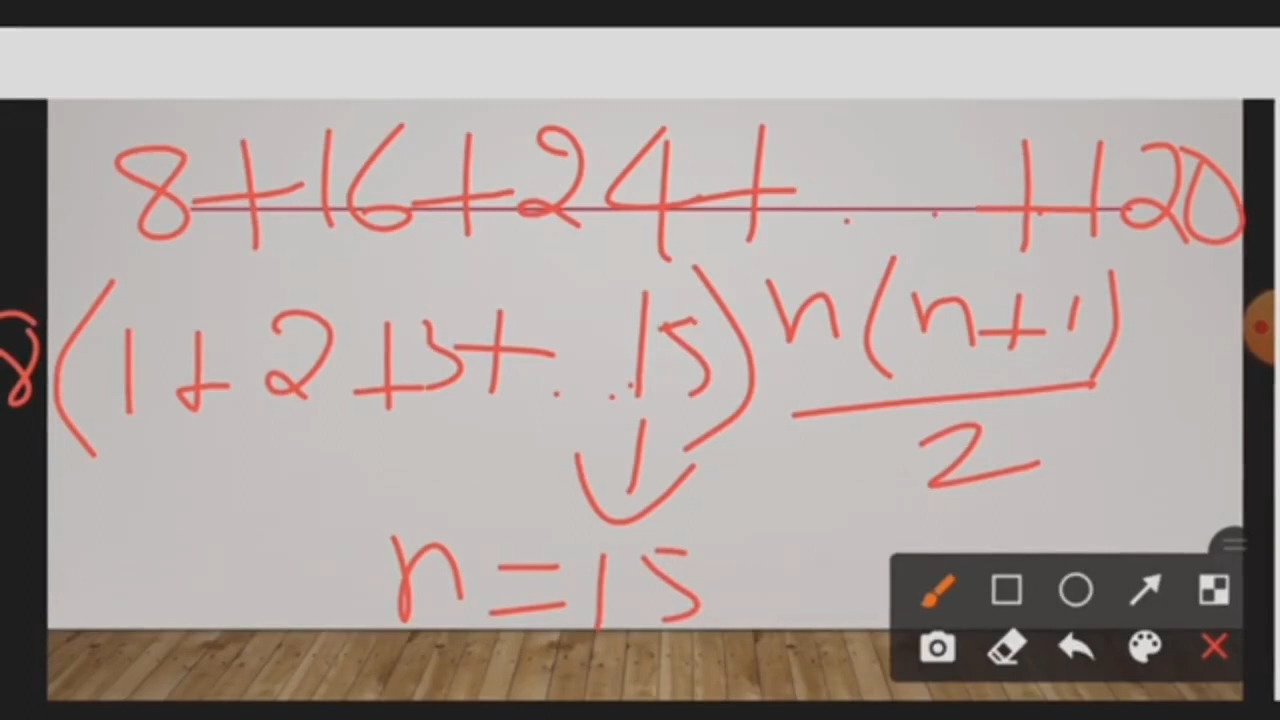 8+16+24+ . . . +120
8(1+2+3+ . . 15) n(n+1)/2
n=15